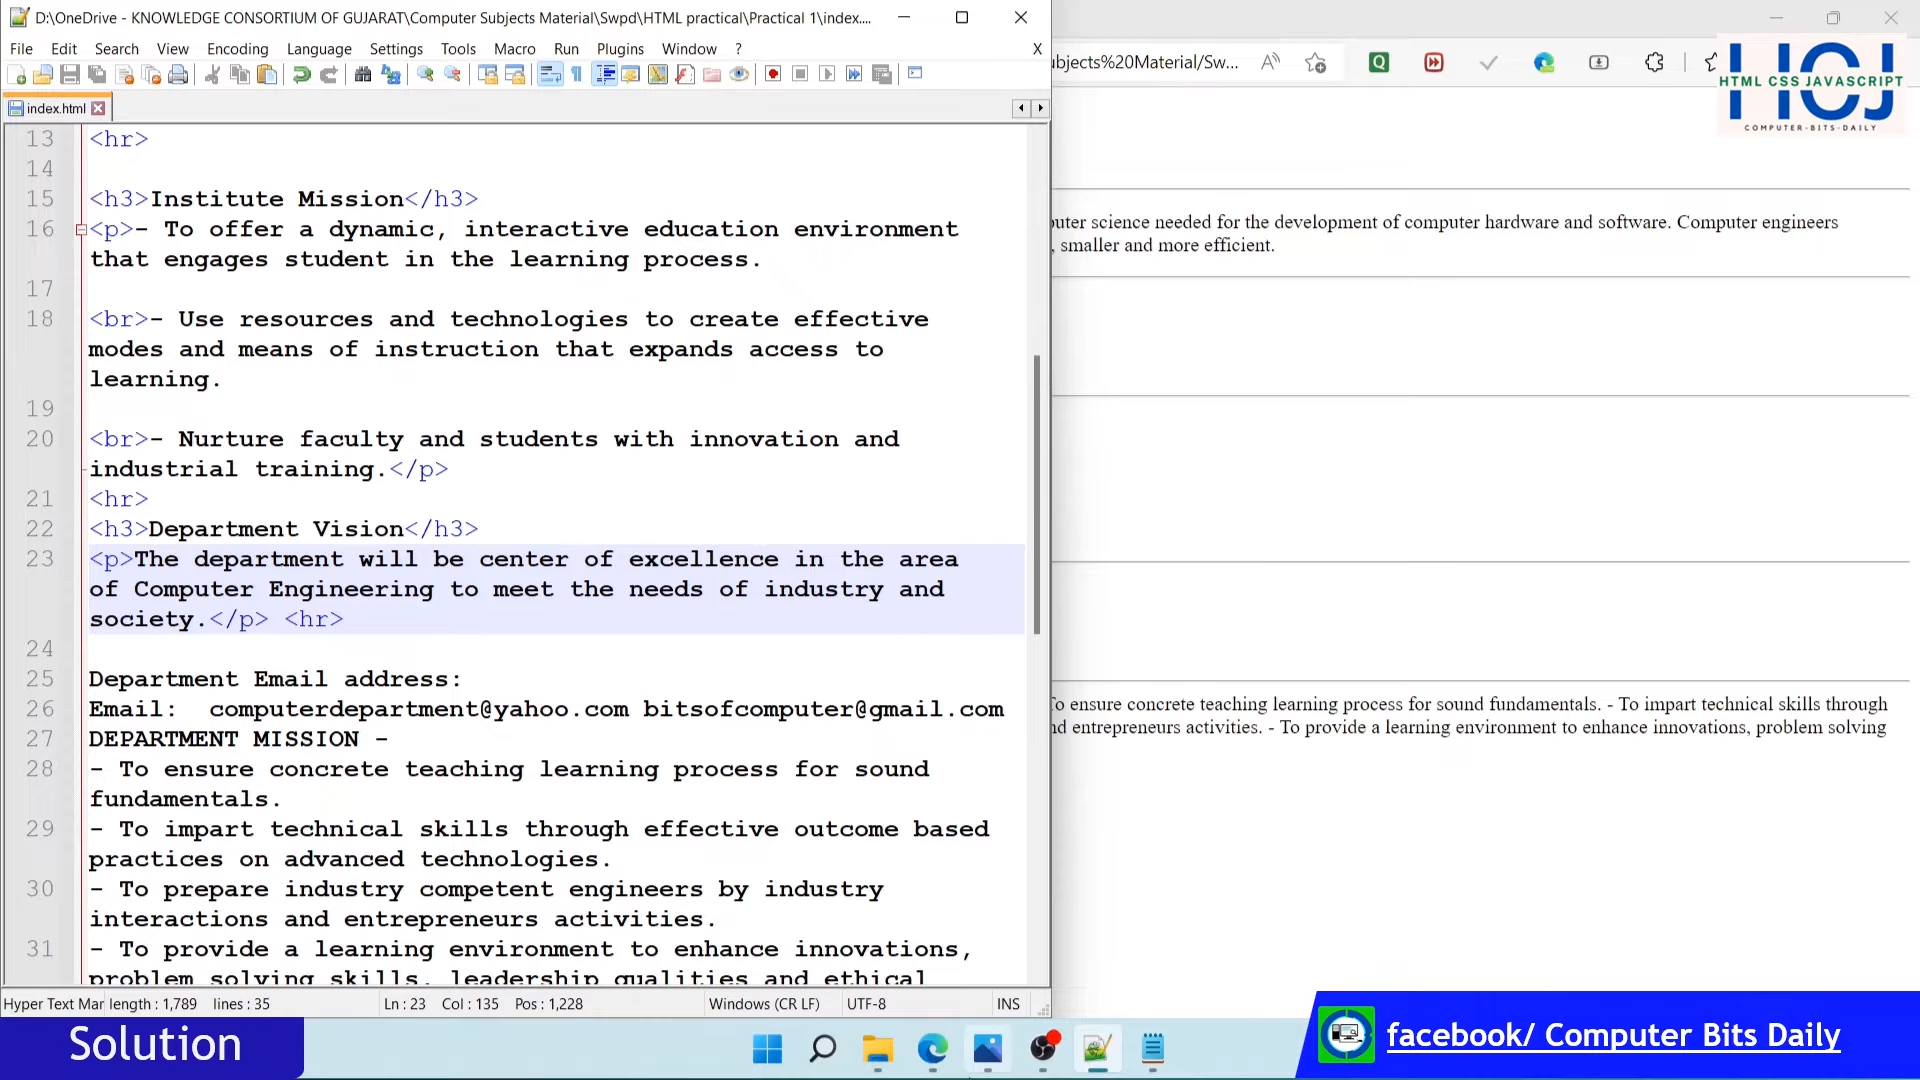 D:\OneDrive - KNOWLEDGE CONSORTIUM OF GUJARAT\Computer Subjects Material\Swpd\HTML practical\Practical 1\index....
File Edit Search View Encoding Language Settings Tools Macro Run Plugins Window ? X
index.html
13 <hr>
14
15 <h3>Institute Mission</h3>
16 <p>- To offer a dynamic, interactive education environment
that engages student in the learning process.
17
18 <br>- Use resources and technologies to create effective
modes and means of instruction that expands access to
learning.
19
20 <br>- Nurture faculty and students with innovation and
industrial training.</p>
21 <hr>
22 <h3>Department Vision</h3>
23 <p>The department will be center of excellence in the area
of Computer Engineering to meet the needs of industry and
society.</p> <hr>
24
25 Department Email address:
26 Email:  computerdepartment@yahoo.com bitsofcomputer@gmail.com
27 DEPARTMENT MISSION -
28 - To ensure concrete teaching learning process for sound
fundamentals.
29 - To impart technical skills through effective outcome based
practices on advanced technologies.
30 - To prepare industry competent engineers by industry
interactions and entrepreneurs activities.
31 - To provide a learning environment to enhance innovations,
problem solving skills, leadership qualities and ethical
Hyper Text Mar length : 1,789 lines : 35 Ln : 23 Col : 135 Pos : 1,228 Windows (CR LF) UTF-8 INS
ubjects%20Material/Sw...
HCJ
HTML CSS JAVASCRIPT
COMPUTER-BITS-DAILY
uter science needed for the development of computer hardware and software. Computer engineers
, smaller and more efficient.
To ensure concrete teaching learning process for sound fundamentals. - To impart technical skills through
nd entrepreneurs activities. - To provide a learning environment to enhance innovations, problem solving
Solution
facebook/ Computer Bits Daily